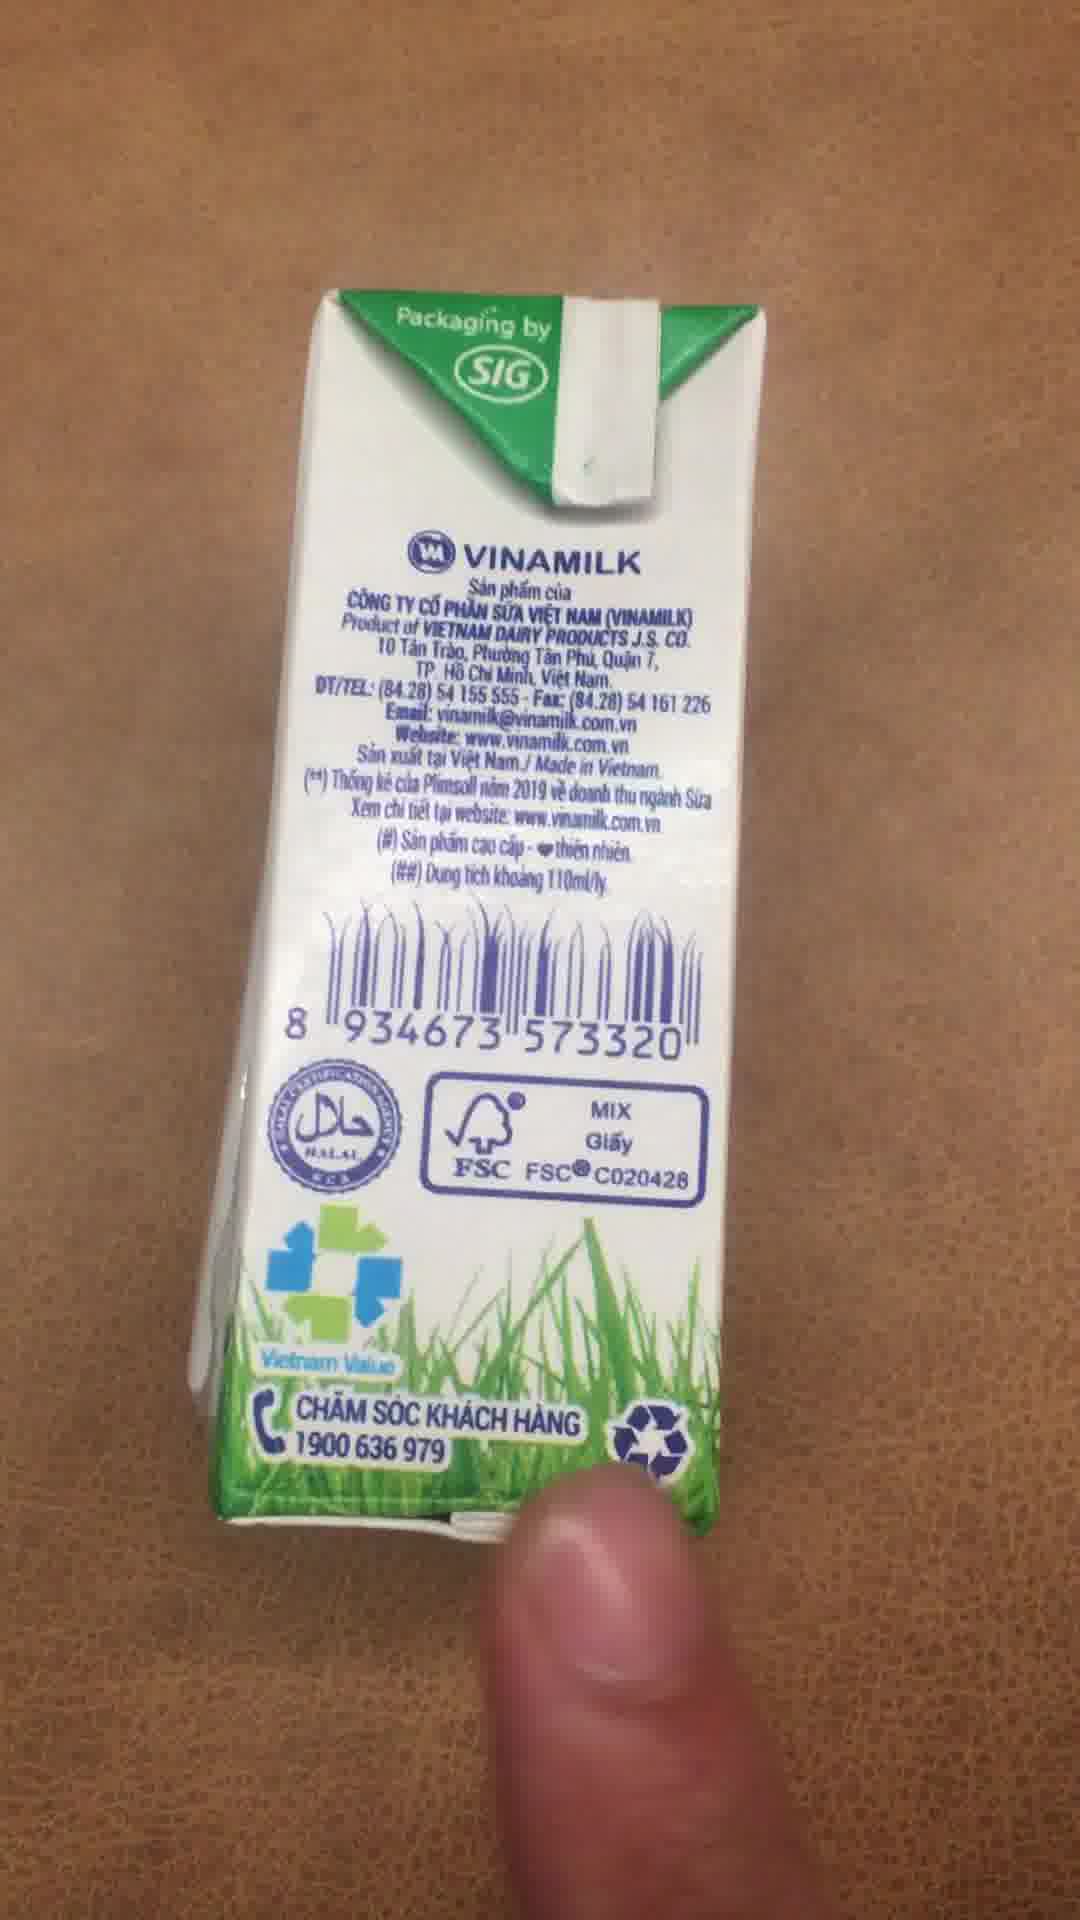 Packaging by
SIG
VINAMILK
Sản phẩm của
CÔNG TY CỔ PHẦN SỮA VIỆT NAM (VINAMILK)
Product of VIETNAM DAIRY PRODUCTS J.S. CO.
10 Tân Trào, Phường Tân Phú, Quận 7,
TP. Hồ Chí Minh, Việt Nam.
ĐT/TEL: (84.28) 54 155 555 - Fax: (84.28) 54 161 226
Email: vinamilk@vinamilk.com.vn
Website: www.vinamilk.com.vn
Sản xuất tại Việt Nam / Made in Vietnam.
(**) Thống kê của Plimsoll năm 2019 về doanh thu ngành Sữa
Xem chi tiết tại website: www.vinamilk.com.vn
(#) Sản phẩm cao cấp - thiên nhiên.
(##) Dung tích khoảng 110ml/ly.
8 934673 573320
حلال
HALAL
HCA
MIX
Giấy
FSC FSC® C020428
Vietnam Value
CHĂM SÓC KHÁCH HÀNG
1900 636 979